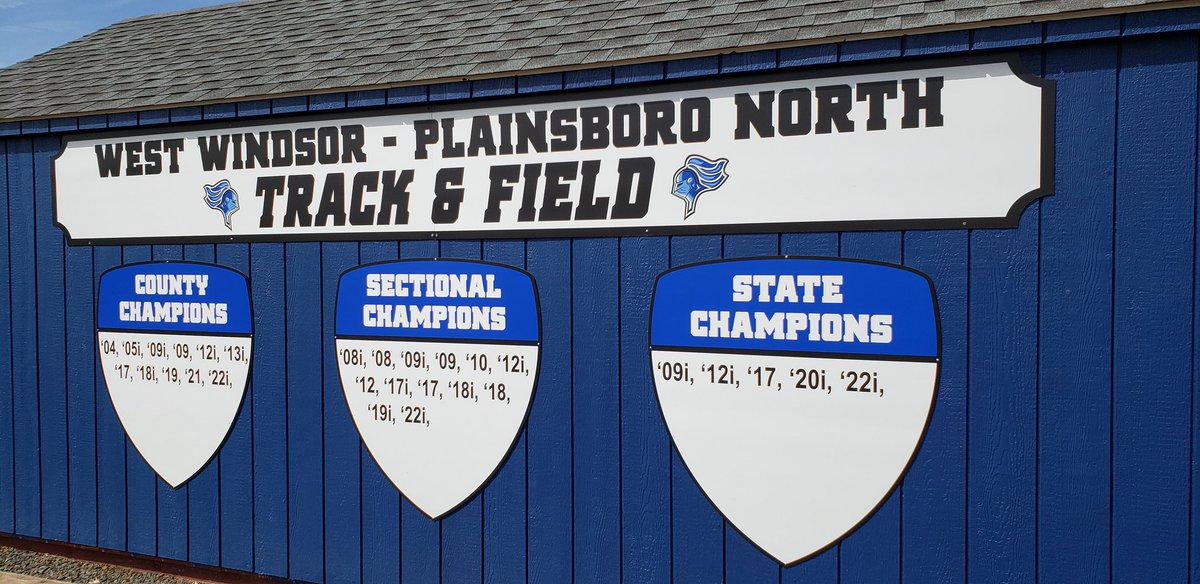 WEST WINDSOR - PLAINSBORO NORTH
TRACK & FIELD
COUNTY
CHAMPIONS
‘04, ‘05i, ‘09i, ‘09, ‘12i, ‘13i,
‘17, ‘18i, ‘19, ‘21, ‘22i,
SECTIONAL
CHAMPIONS
‘08i, ‘08, ‘09i, ‘09, ‘10, ‘12i,
‘12, ‘17i, ‘17, ‘18i, ‘18,
‘19i, ‘22i,
STATE
CHAMPIONS
‘09i, ‘12i, ‘17, ‘20i, ‘22i,